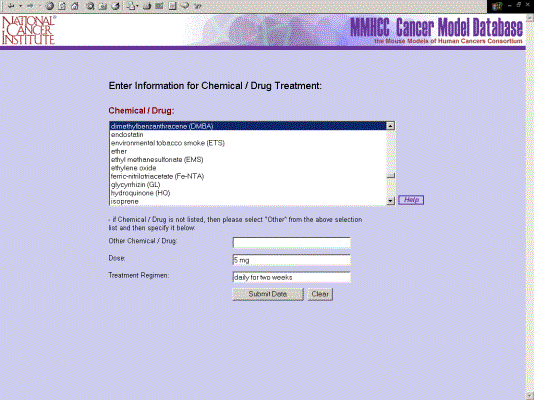 NATIONAL
CANCER
INSTITUTE
MMHCC Cancer Model Database
the Mouse Models of Human Cancers Consortium
Enter Information for Chemical / Drug Treatment:
Chemical / Drug:
dimethylbenzanthracene (DMBA)
endostatin
environmental tobacco smoke (ETS)
ether
ethyl methanesulfonate (EMS)
ethylene oxide
ferric-nitrilotriacetate (Fe-NTA)
glycyrrhizin (GL)
hydroquinone (HQ)
isoprene
Help
- if Chemical / Drug is not listed, then please select "Other" from the above selection
list and then specify it below
Other Chemical / Drug:
Dose:
5 mg
Treatment Regimen:
daily for two weeks
Submit Data
Clear